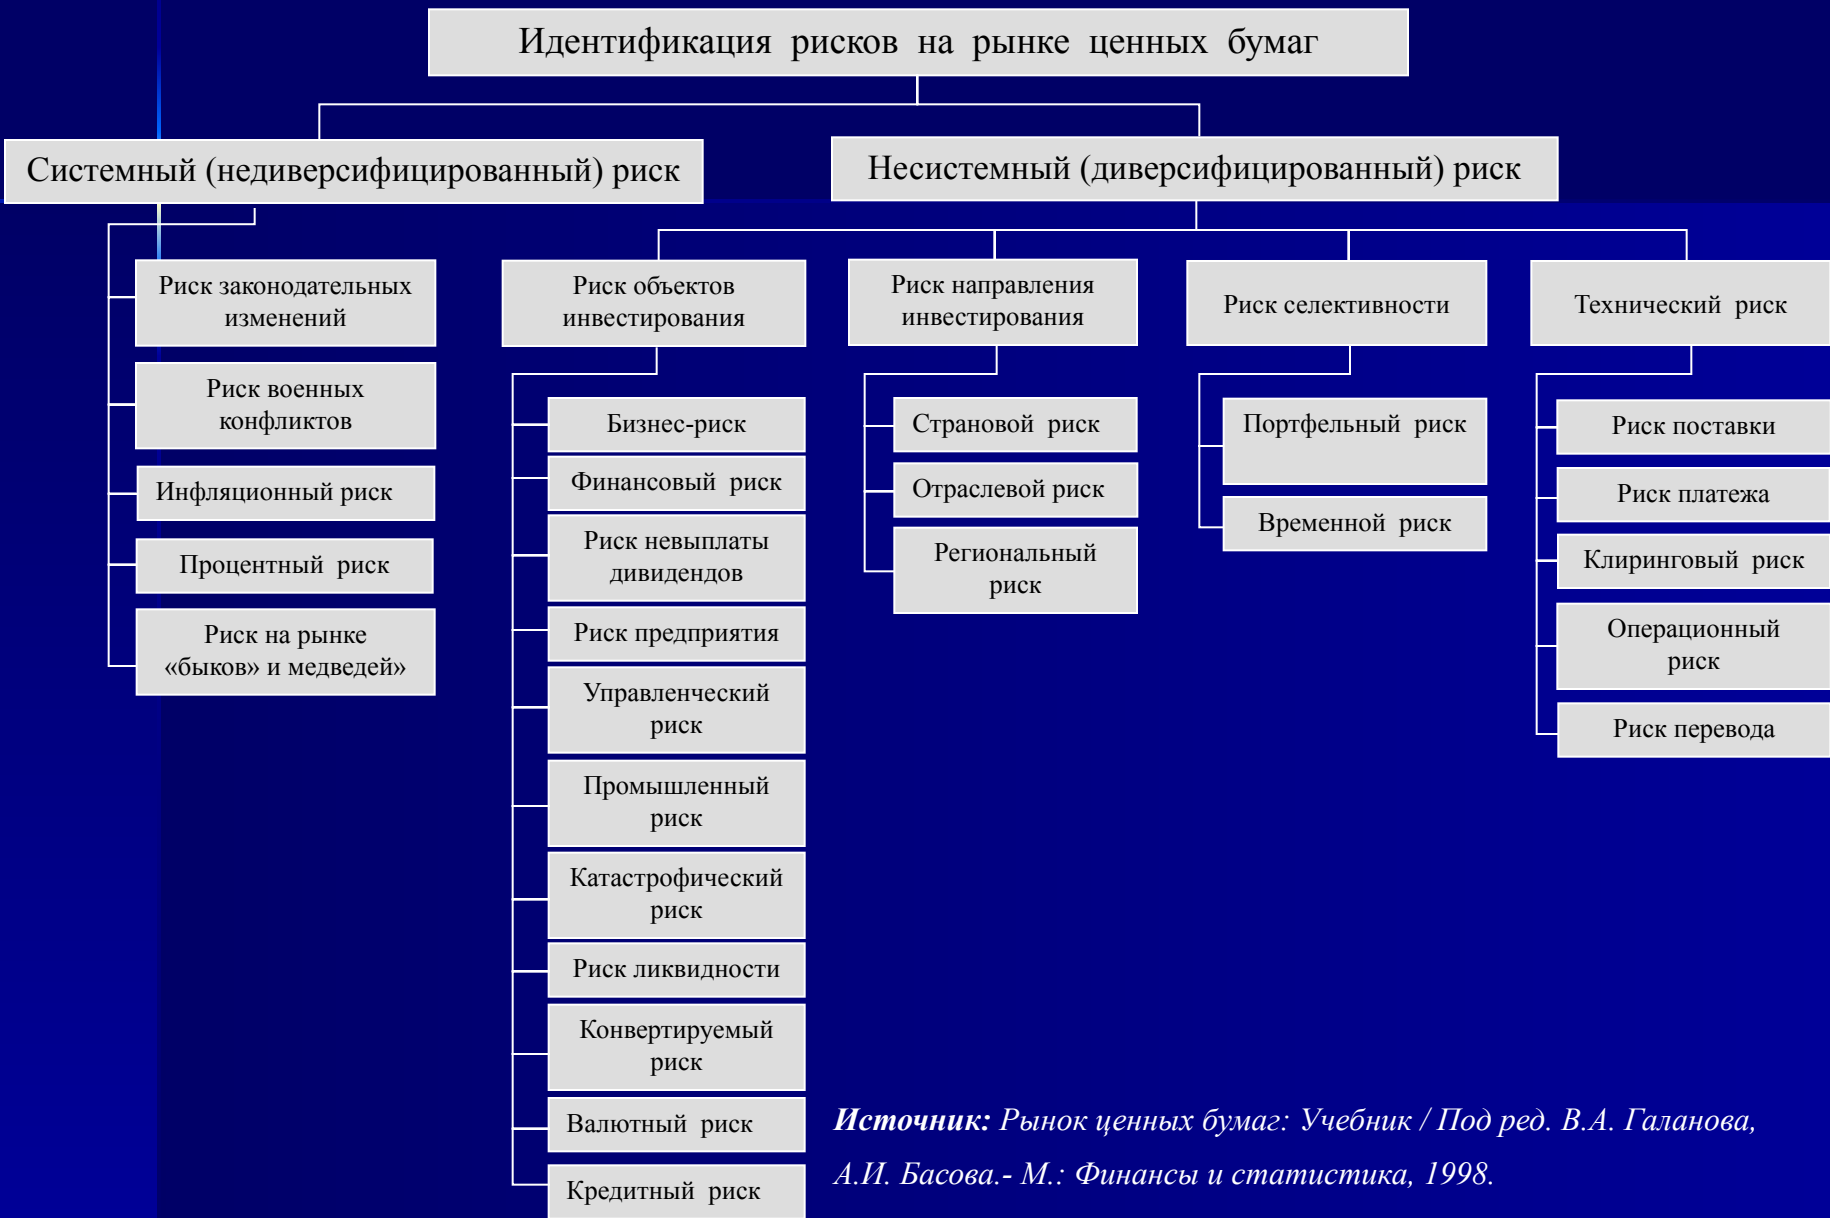 Идентификация рисков на рынке ценных бумаг
Системный (недиверсифицированный) риск
Риск законодательных
изменений
Риск военных
конфликтов
Инфляционный риск
Процентный риск
Риск на рынке
«быков» и медведей»
Несистемный (диверсифицированный) риск
Риск объектов
инвестирования
Бизнес-риск
Финансовый риск
Риск невыплаты
дивидендов
Риск предприятия
Управленческий
риск
Промышленный
риск
Катастрофический
риск
Риск ликвидности
Конвертируемый
риск
Валютный риск
Кредитный риск
Риск направления
инвестирования
Страновой риск
Отраслевой риск
Региональный
риск
Риск селективности
Портфельный риск
Временной риск
Технический риск
Риск поставки
Риск платежа
Клиринговый риск
Операционный
риск
Риск перевода
Источник: Рынок ценных бумаг: Учебник / Под ред. В.А. Галанова,
А.И. Басова.- М.: Финансы и статистика, 1998.